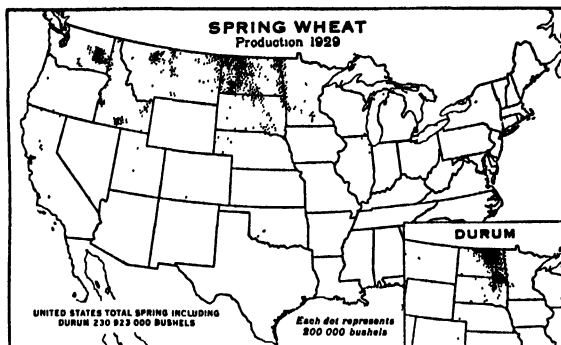 SPRING WHEAT
Production 1929
DURUM
UNITED STATES TOTAL SPRING INCLUDING
DURUM 230 923 000 BUSHELS
Each dot represents
200 000 bushels